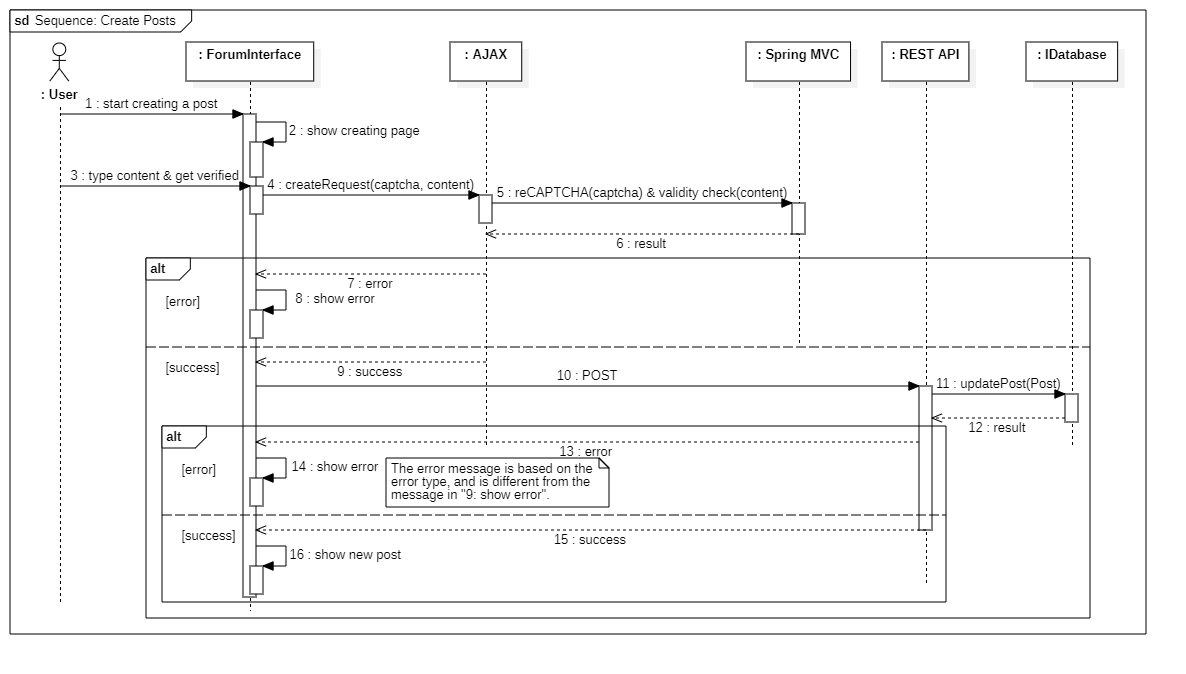 sd Sequence: Create Posts
: User
: ForumInterface
: AJAX
: Spring MVC
: REST API
: IDatabase
1 : start creating a post
2 : show creating page
3 : type content & get verified
4 : createRequest(captcha, content)
5 : reCAPTCHA(captcha) & validity check(content)
6 : result
alt
7 : error
[error]
8 : show error
[success]
9 : success
10 : POST
11 : updatePost(Post)
12 : result
alt
13 : error
[error]
14 : show error
The error message is based on the
error type, and is different from the
message in "9: show error".
[success]
15 : success
16 : show new post